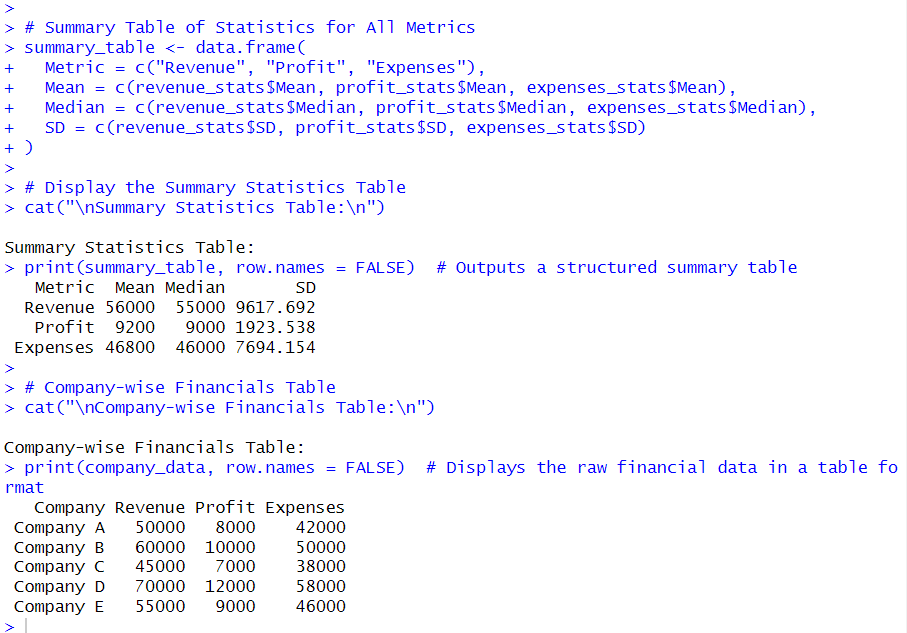 >
> # Summary Table of Statistics for All Metrics
> summary_table <- data.frame(
+   Metric = c("Revenue", "Profit", "Expenses"),
+   Mean = c(revenue_stats$Mean, profit_stats$Mean, expenses_stats$Mean),
+   Median = c(revenue_stats$Median, profit_stats$Median, expenses_stats$Median),
+   SD = c(revenue_stats$SD, profit_stats$SD, expenses_stats$SD)
+ )
>
> # Display the Summary Statistics Table
> cat("\nSummary Statistics Table:\n")

Summary Statistics Table:
> print(summary_table, row.names = FALSE)  # Outputs a structured summary table
   Metric  Mean Median       SD
  Revenue 56000  55000 9617.692
   Profit  9200   9000 1923.538
 Expenses 46800  46000 7694.154
>
> # Company-wise Financials Table
> cat("\nCompany-wise Financials Table:\n")

Company-wise Financials Table:
> print(company_data, row.names = FALSE)  # Displays the raw financial data in a table fo
rmat
   Company Revenue Profit Expenses
 Company A   50000   8000    42000
 Company B   60000  10000    50000
 Company C   45000   7000    38000
 Company D   70000  12000    58000
 Company E   55000   9000    46000
>